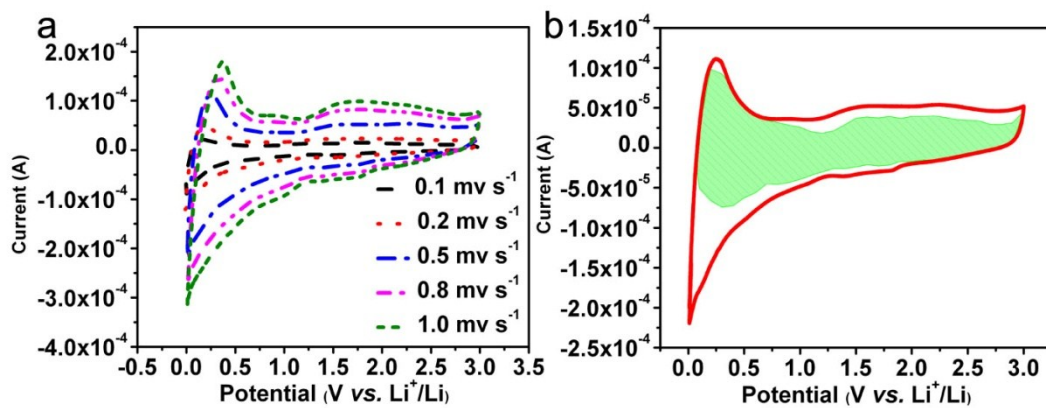 a
2.0x10⁻⁴
1.0x10⁻⁴
0.0
-1.0x10⁻⁴
-2.0x10⁻⁴
-3.0x10⁻⁴
-4.0x10⁻⁴
Current (A)
0.1 mv s⁻¹
0.2 mv s⁻¹
0.5 mv s⁻¹
0.8 mv s⁻¹
1.0 mv s⁻¹
-0.5 0.0 0.5 1.0 1.5 2.0 2.5 3.0
Potential (V vs. Li⁺/Li)
b
1.5x10⁻⁴
1.0x10⁻⁴
5.0x10⁻⁵
0.0
-5.0x10⁻⁵
-1.0x10⁻⁴
-1.5x10⁻⁴
-2.0x10⁻⁴
-2.5x10⁻⁴
Current (A)
0.0 0.5 1.0 1.5 2.0 2.5 3.0
Potential (V vs. Li⁺/Li)